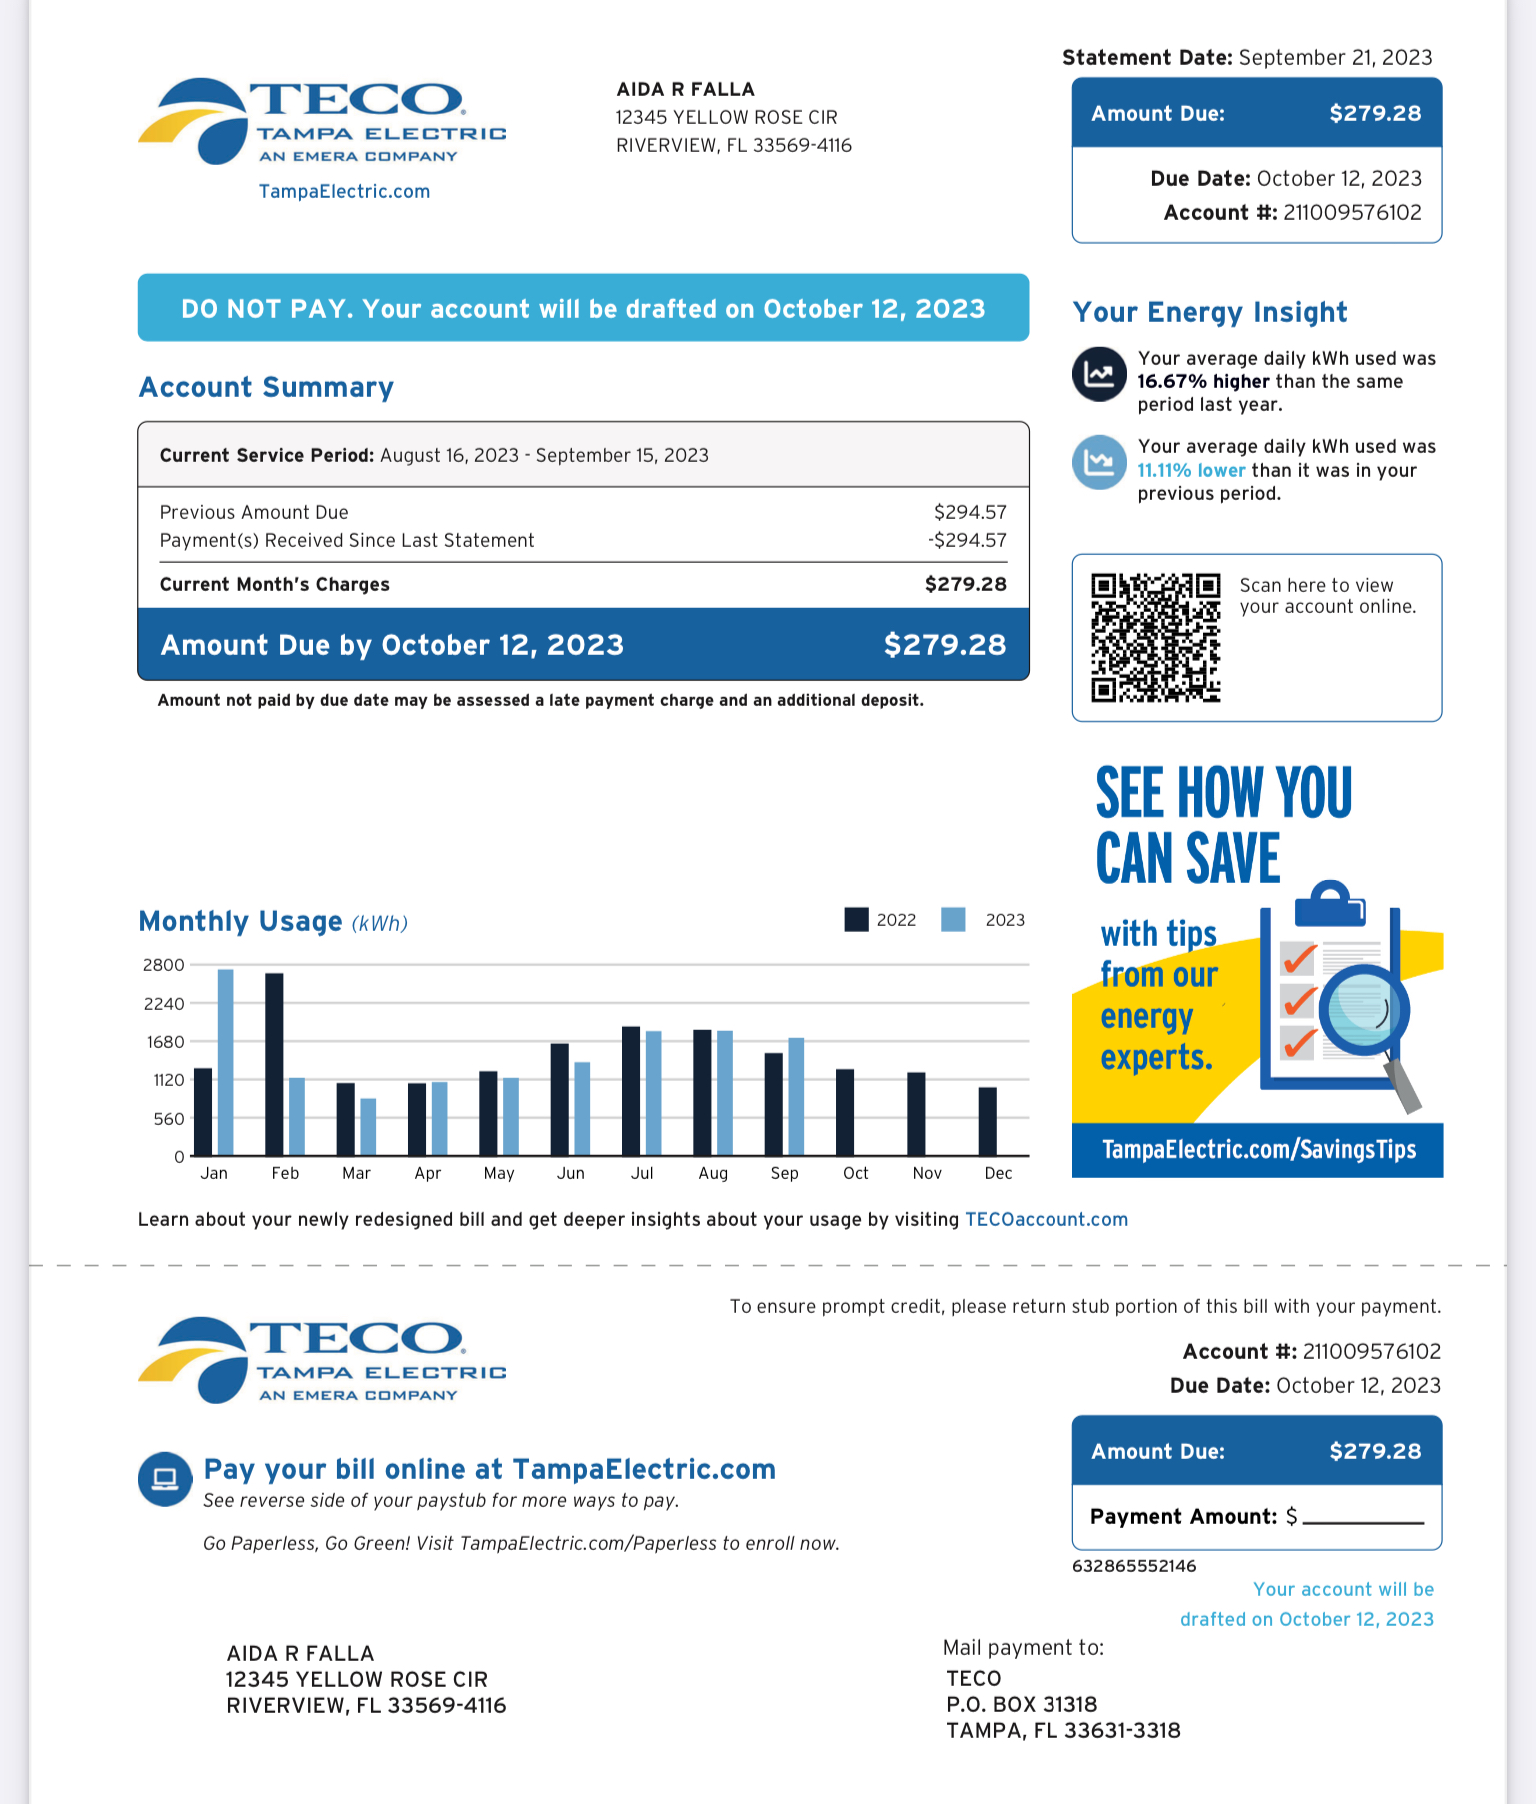 Statement Date: September 21, 2023
TECO.
TAMPA ELECTRIC
AN EMERA COMPANY
TampaElectric.com
AIDA R FALLA
12345 YELLOW ROSE CIR
RIVERVIEW, FL 33569-4116
Amount Due: $279.28
Due Date: October 12, 2023
Account #: 211009576102
DO NOT PAY. Your account will be drafted on October 12, 2023
Account Summary
Current Service Period: August 16, 2023 - September 15, 2023
Previous Amount Due $294.57
Payment(s) Received Since Last Statement -$294.57
Current Month's Charges $279.28
Amount Due by October 12, 2023 $279.28
Amount not paid by due date may be assessed a late payment charge and an additional deposit.
Your Energy Insight
Your average daily kWh used was
16.67% higher than the same
period last year.
Your average daily kWh used was
11.11% lower than it was in your
previous period.
Scan here to view
your account online.
SEE HOW YOU
CAN SAVE
with tips
from our
energy
experts.
TampaElectric.com/SavingsTips
Monthly Usage (kWh)
2022 2023
2800
2240
1680
1120
560
0
Jan Feb Mar Apr May Jun Jul Aug Sep Oct Nov Dec
Learn about your newly redesigned bill and get deeper insights about your usage by visiting TECOaccount.com
To ensure prompt credit, please return stub portion of this bill with your payment.
TECO.
TAMPA ELECTRIC
AN EMERA COMPANY
Account #: 211009576102
Due Date: October 12, 2023
Amount Due: $279.28
Payment Amount: $
632865552146
Your account will be
drafted on October 12, 2023
Pay your bill online at TampaElectric.com
See reverse side of your paystub for more ways to pay.
Go Paperless, Go Green! Visit TampaElectric.com/Paperless to enroll now.
AIDA R FALLA
12345 YELLOW ROSE CIR
RIVERVIEW, FL 33569-4116
Mail payment to:
TECO
P.O. BOX 31318
TAMPA, FL 33631-3318